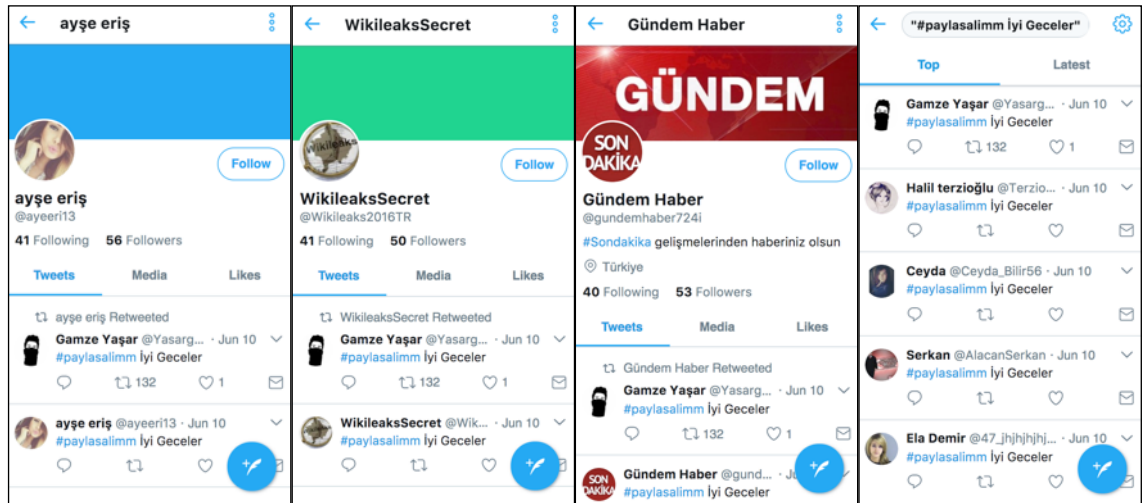 ayşe eriş
Follow
ayşe eriş
@ayeeri13
41 Following 56 Followers
Tweets Media Likes
ayşe eriş Retweeted
Gamze Yaşar @Yasarg... · Jun 10
#paylasalimm İyi Geceler
132 1
ayşe eriş @ayeeri13 · Jun 10
#paylasalimm İyi Geceler
WikileaksSecret
Wikileaks
Follow
WikileaksSecret
@Wikileaks2016TR
41 Following 50 Followers
Tweets Media Likes
WikileaksSecret Retweeted
Gamze Yaşar @Yasarg... · Jun 10
#paylasalimm İyi Geceler
132 1
WikileaksSecret @Wik... · Jun 10
#paylasalimm İyi Geceler
Gündem Haber
GÜNDEM
SON
DAKİKA
Follow
Gündem Haber
@gundemhaber724i
#Sondakika gelişmelerinden haberiniz olsun
Türkiye
40 Following 53 Followers
Tweets Media Likes
Gündem Haber Retweeted
Gamze Yaşar @Yasarg... · Jun 10
#paylasalimm İyi Geceler
132 1
SON
DAKİKA
Gündem Haber @gund...
#paylasalimm İyi Geceler
"#paylasalimm İyi Geceler"
Top Latest
Gamze Yaşar @Yasarg... · Jun 10
#paylasalimm İyi Geceler
132 1
Halil terzioğlu @Terzio... · Jun 10
#paylasalimm İyi Geceler
Ceyda @Ceyda_Bilir56 · Jun 10
#paylasalimm İyi Geceler
Serkan @AlacanSerkan · Jun 10
#paylasalimm İyi Geceler
Ela Demir @47_jhjhjhjhj... · Jun 10
#paylasalimm İyi Geceler